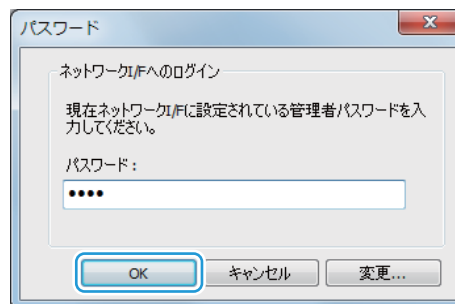 パスワード
ネットワークI/Fへのログイン
現在ネットワークI/Fに設定されている管理者パスワードを入
力してください。
パスワード：
••••
OK
キャンセル
変更...